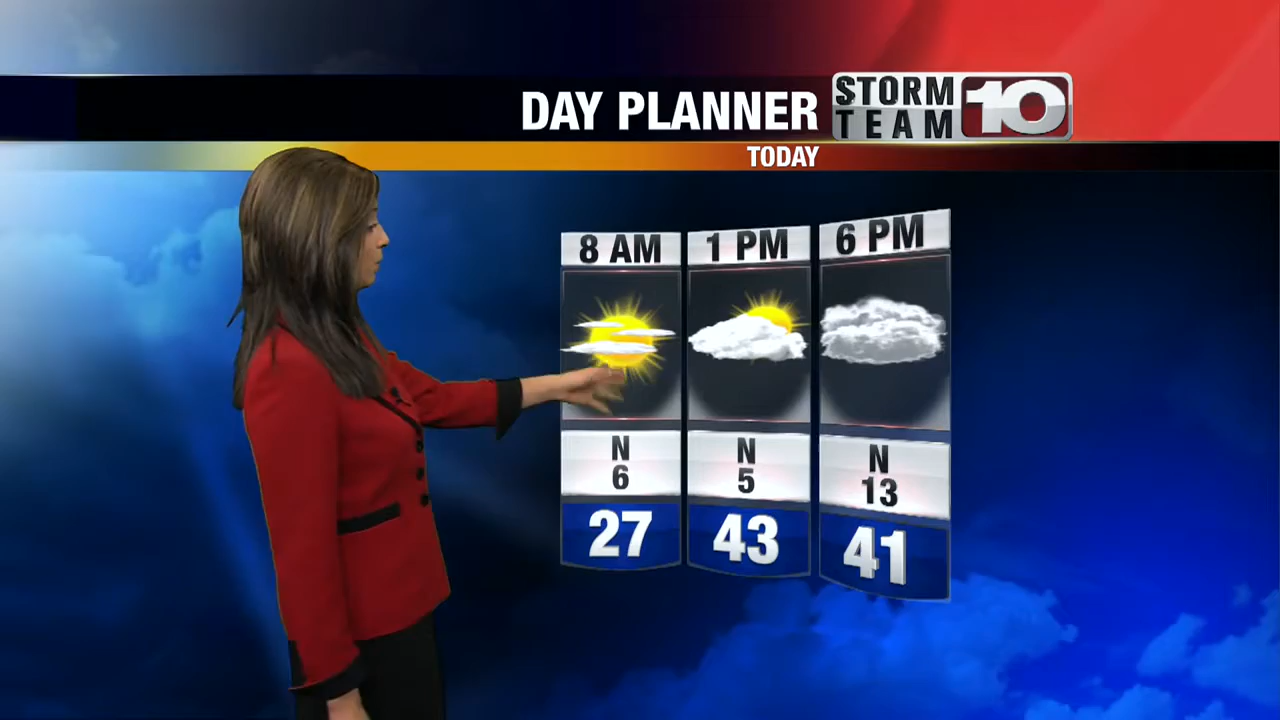 DAY PLANNER
STORM
TEAM
10
TODAY
8 AM
1 PM
6 PM
N
6
N
5
N
13
27
43
41